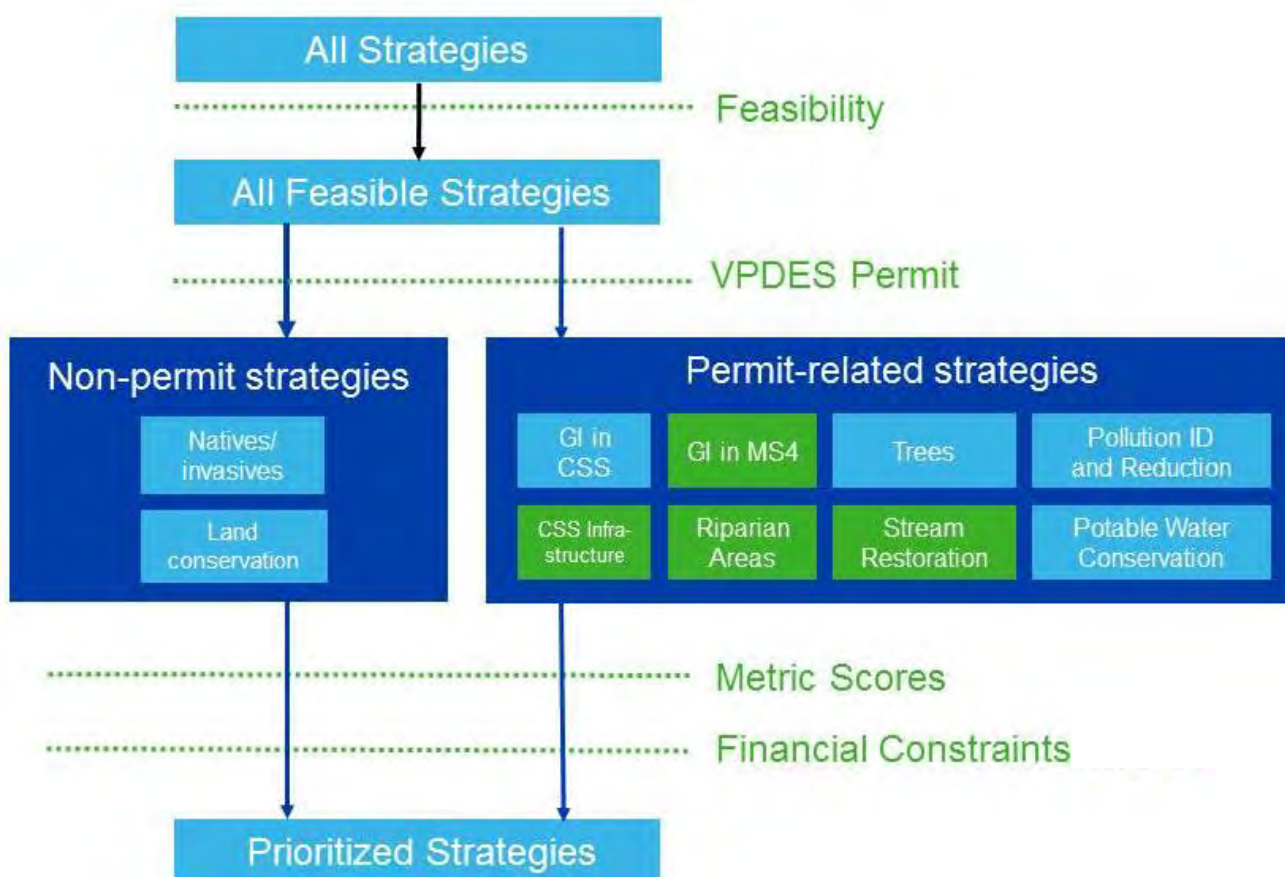 All Strategies
Feasibility
All Feasible Strategies
VPDES Permit
Non-permit strategies
Natives/
invasives
Land
conservation
Permit-related strategies
GI in
CSS
GI in MS4
Trees
Pollution ID
and Reduction
CSS Infra-
structure
Riparian
Areas
Stream
Restoration
Potable Water
Conservation
Metric Scores
Financial Constraints
Prioritized Strategies